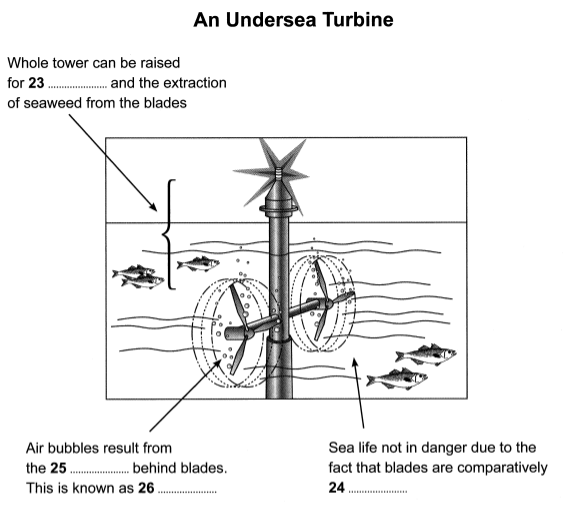 An Undersea Turbine
Whole tower can be raised
for 23 ...................... and the extraction
of seaweed from the blades
Air bubbles result from
the 25 ...................... behind blades.
This is known as 26 ......................
Sea life not in danger due to the
fact that blades are comparatively
24 ......................